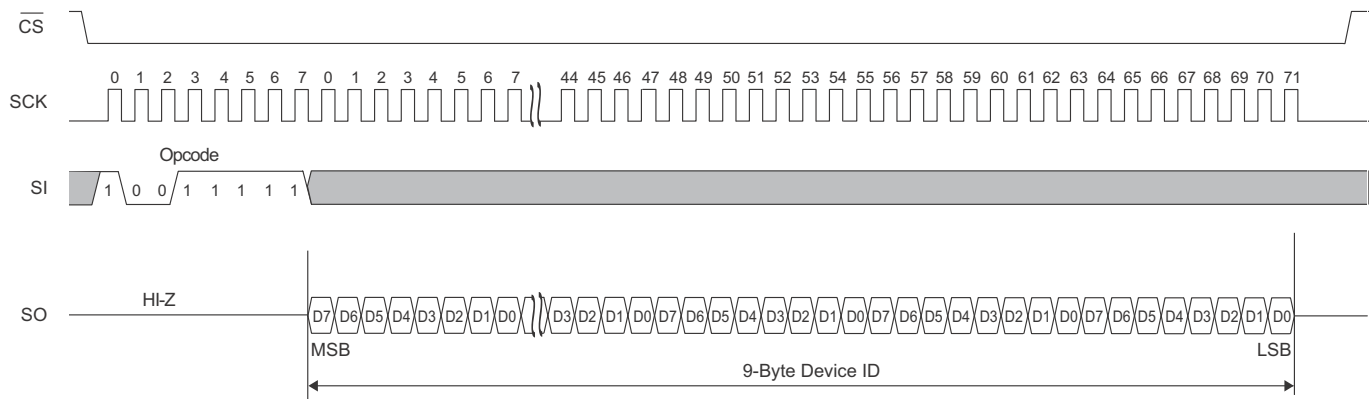 CS
0 1 2 3 4 5 6 7 0 1 2 3 4 5 6 7 44 45 46 47 48 49 50 51 52 53 54 55 56 57 58 59 60 61 62 63 64 65 66 67 68 69 70 71
SCK
Opcode
SI 1 0 0 1 1 1 1 1
HI-Z
SO D7 D6 D5 D4 D3 D2 D1 D0 D3 D2 D1 D0 D7 D6 D5 D4 D3 D2 D1 D0 D7 D6 D5 D4 D3 D2 D1 D0 D7 D6 D5 D4 D3 D2 D1 D0
MSB LSB
9-Byte Device ID